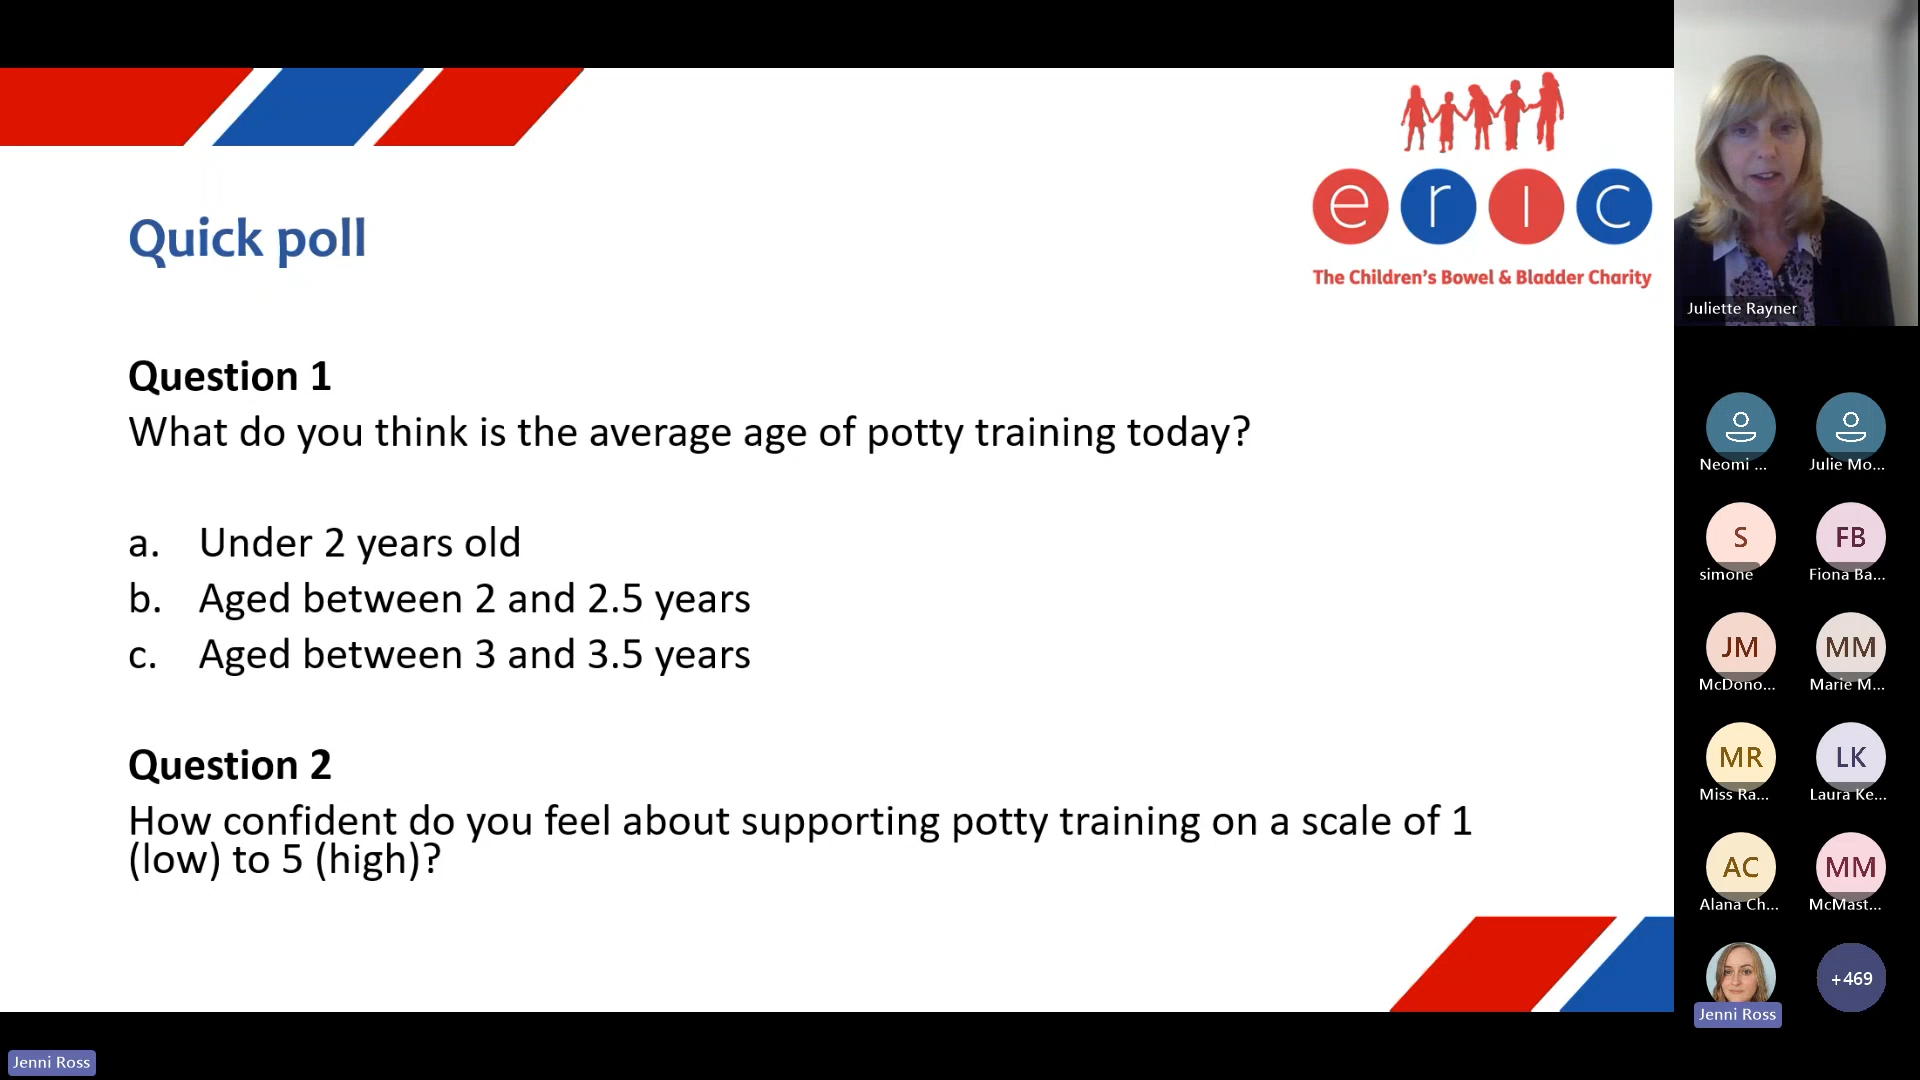 Quick poll
eric
The Children's Bowel & Bladder Charity
Question 1
What do you think is the average age of potty training today?
a. Under 2 years old
b. Aged between 2 and 2.5 years
c. Aged between 3 and 3.5 years
Question 2
How confident do you feel about supporting potty training on a scale of 1
(low) to 5 (high)?
Juliette Rayner
Neomi ...
Julie Mo...
S
FB
simone
Fiona Ba...
JM
MM
McDono...
Marie M...
MR
LK
Miss Ra...
Laura Ke...
AC
MM
Alana Ch...
McMast...
+469
Jenni Ross
Jenni Ross